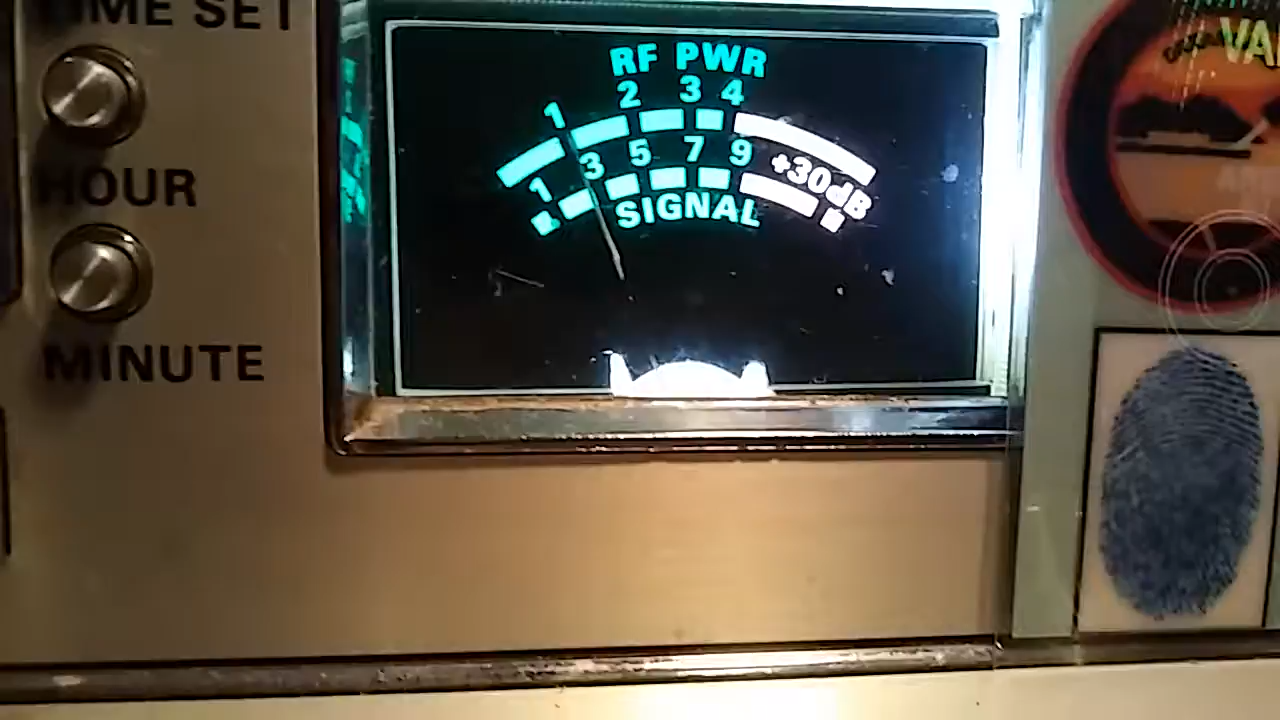 TIME SET
HOUR
MINUTE
RF PWR
1 2 3 4
1 3 5 7 9 +30dB
SIGNAL